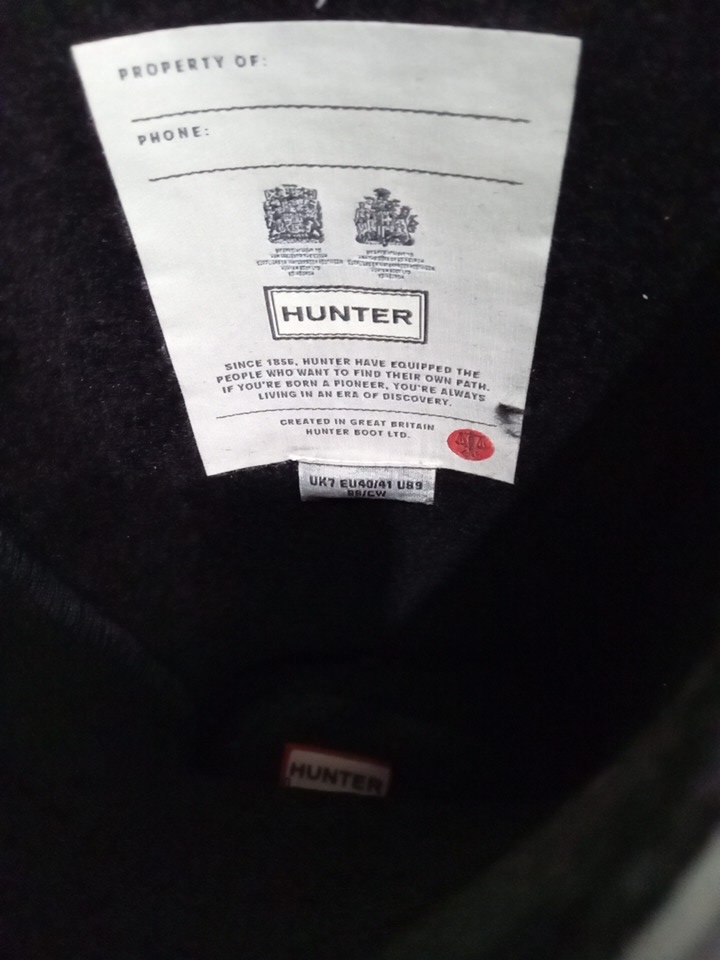 PROPERTY OF:
PHONE:
HUNTER
SINCE 1856, HUNTER HAVE EQUIPPED THE
PEOPLE WHO WANT TO FIND THEIR OWN PATH.
IF YOU'RE BORN A PIONEER, YOU'RE ALWAYS
LIVING IN AN ERA OF DISCOVERY.
CREATED IN GREAT BRITAIN
HUNTER BOOT LTD.
UK7 EU40/41 US9
HUNTER